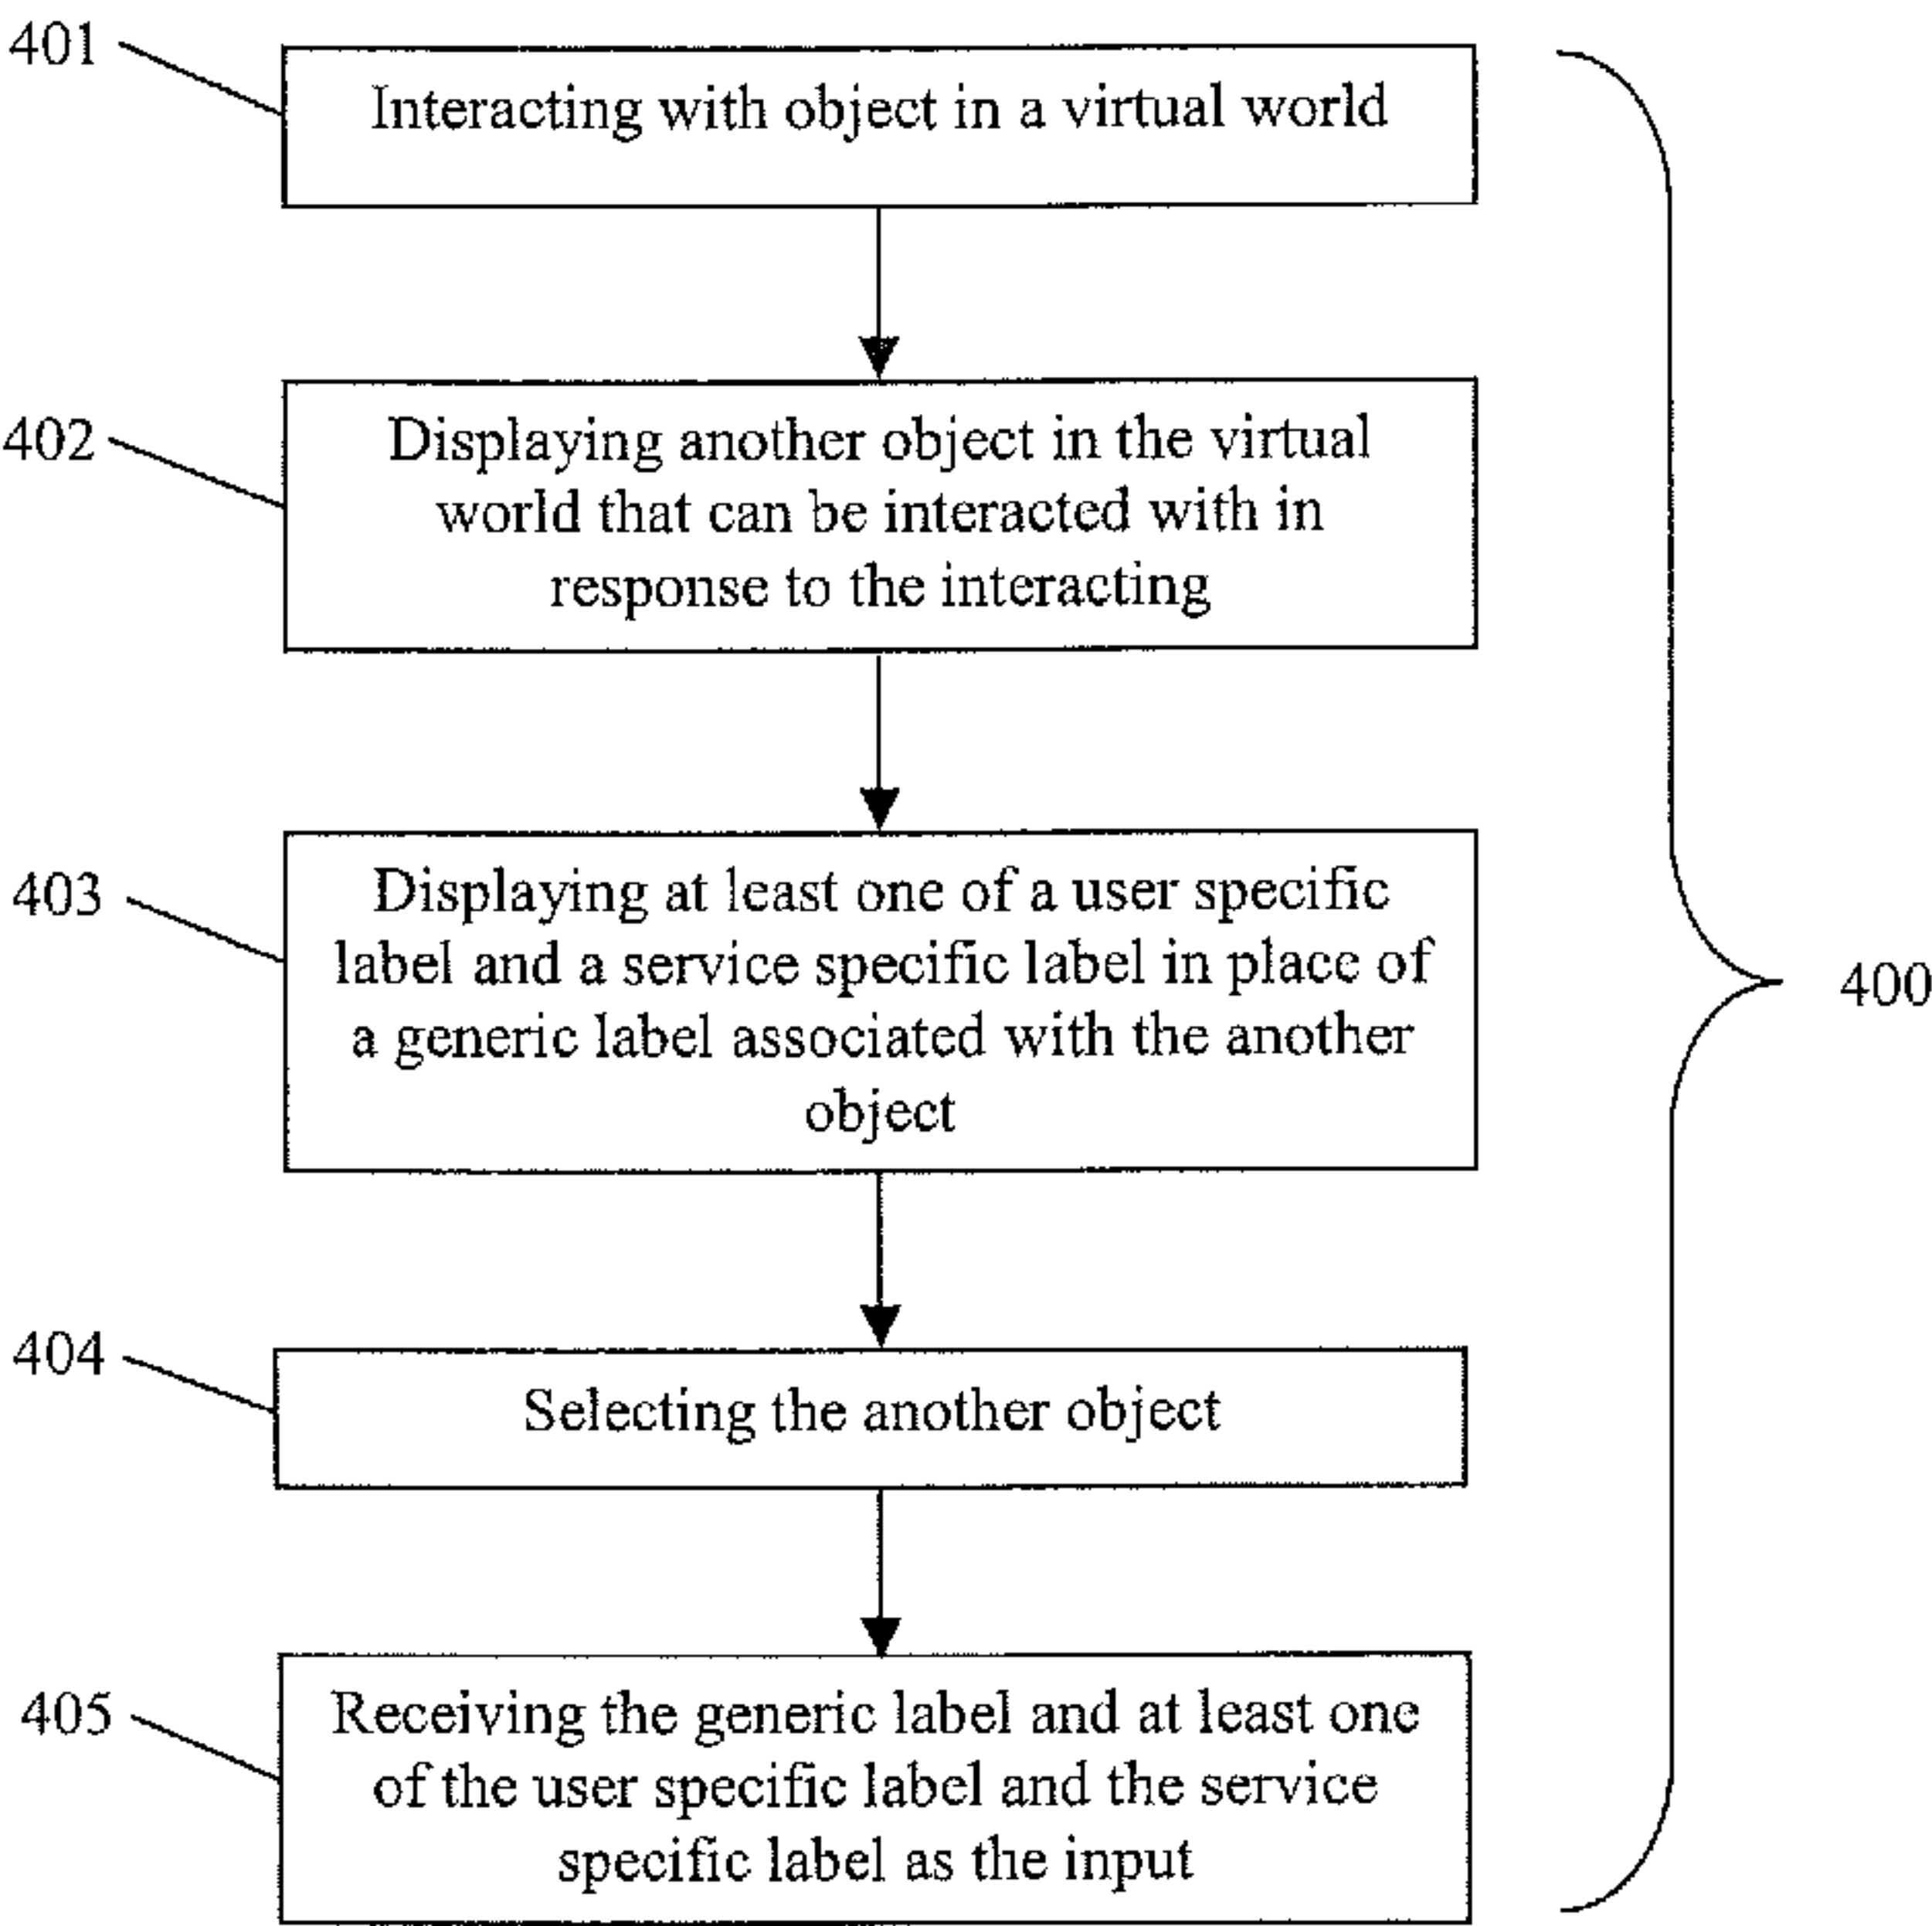 401
Interacting with object in a virtual world
402
Displaying another object in the virtual
world that can be interacted with in
response to the interacting
403
Displaying at least one of a user specific
label and a service specific label in place of
a generic label associated with the another
object
400
404
Selecting the another object
405
Receiving the generic label and at least one
of the user specific label and the service
specific label as the input